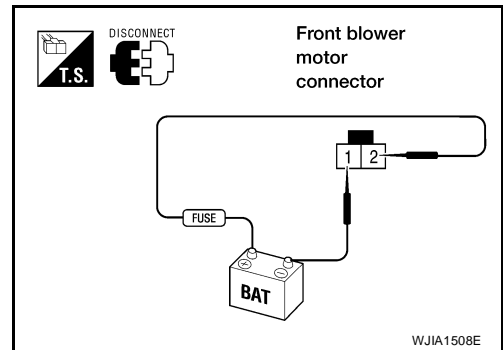 DISCONNECT
T.S.
Front blower
motor
connector
1 2
FUSE
+ −
BAT
WJIA1508E